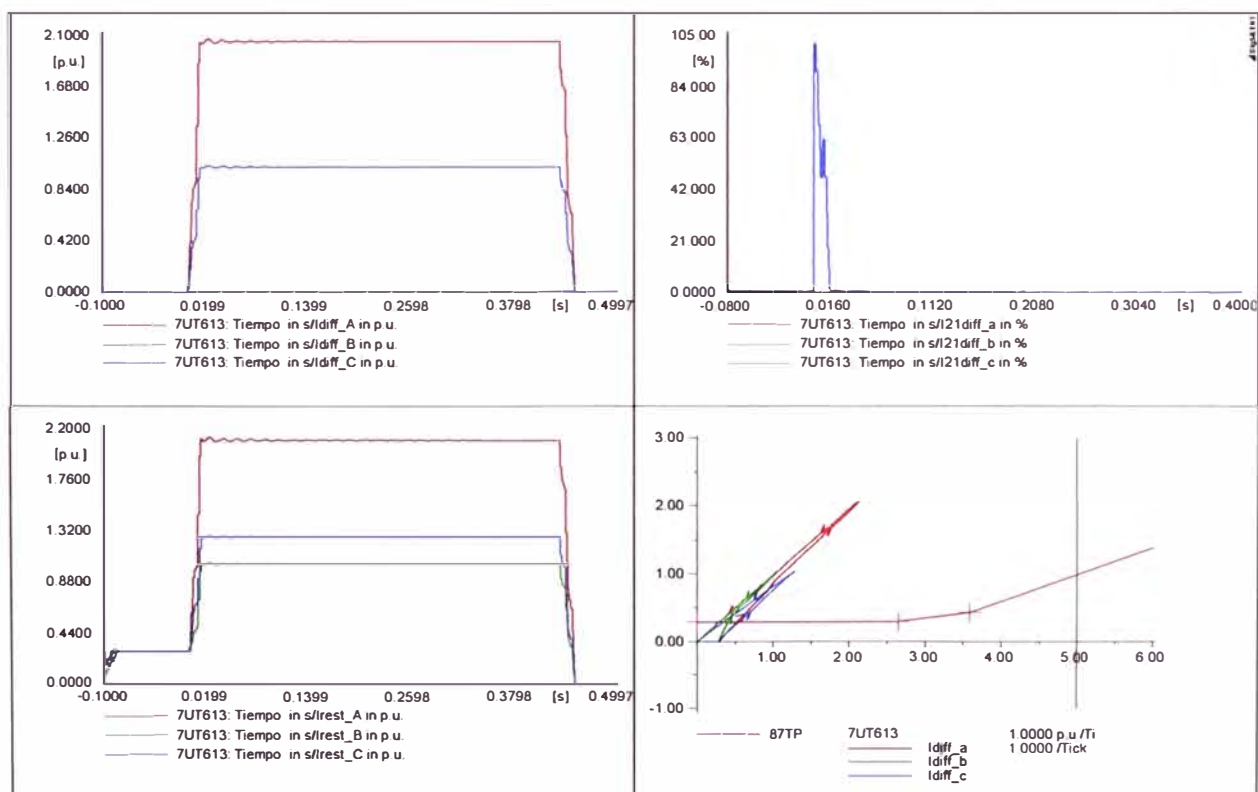 2.1000
[p.u.]
1.6800
1.2600
0.8400
0.4200
0.0000
-0.1000 0.0199 0.1399 0.2598 0.3798 [s] 0.4997
7UT613: Tiempo in s/Idiff_A in p.u.
7UT613: Tiempo in s/Idiff_B in p.u.
7UT613: Tiempo in s/Idiff_C in p.u.
105.00
[%]
84.000
63.000
42.000
21.000
0.0000
-0.0800 0.0160 0.1120 0.2080 0.3040 [s] 0.4000
7UT613: Tiempo in s/I21diff_a in %
7UT613: Tiempo in s/I21diff_b in %
7UT613: Tiempo in s/I21diff_c in %
DIgSILENT
2.2000
[p.u.]
1.7600
1.3200
0.8800
0.4400
0.0000
-0.1000 0.0199 0.1399 0.2598 0.3798 [s] 0.4997
7UT613: Tiempo in s/Irest_A in p.u.
7UT613: Tiempo in s/Irest_B in p.u.
7UT613: Tiempo in s/Irest_C in p.u.
3.00
2.00
1.00
0.00
-1.00
1.00 2.00 3.00 4.00 5.00 6.00
87TP 7UT613 1.0000 p.u./Ti
Idiff_a 1.0000 /Tick
Idiff_b
Idiff_c